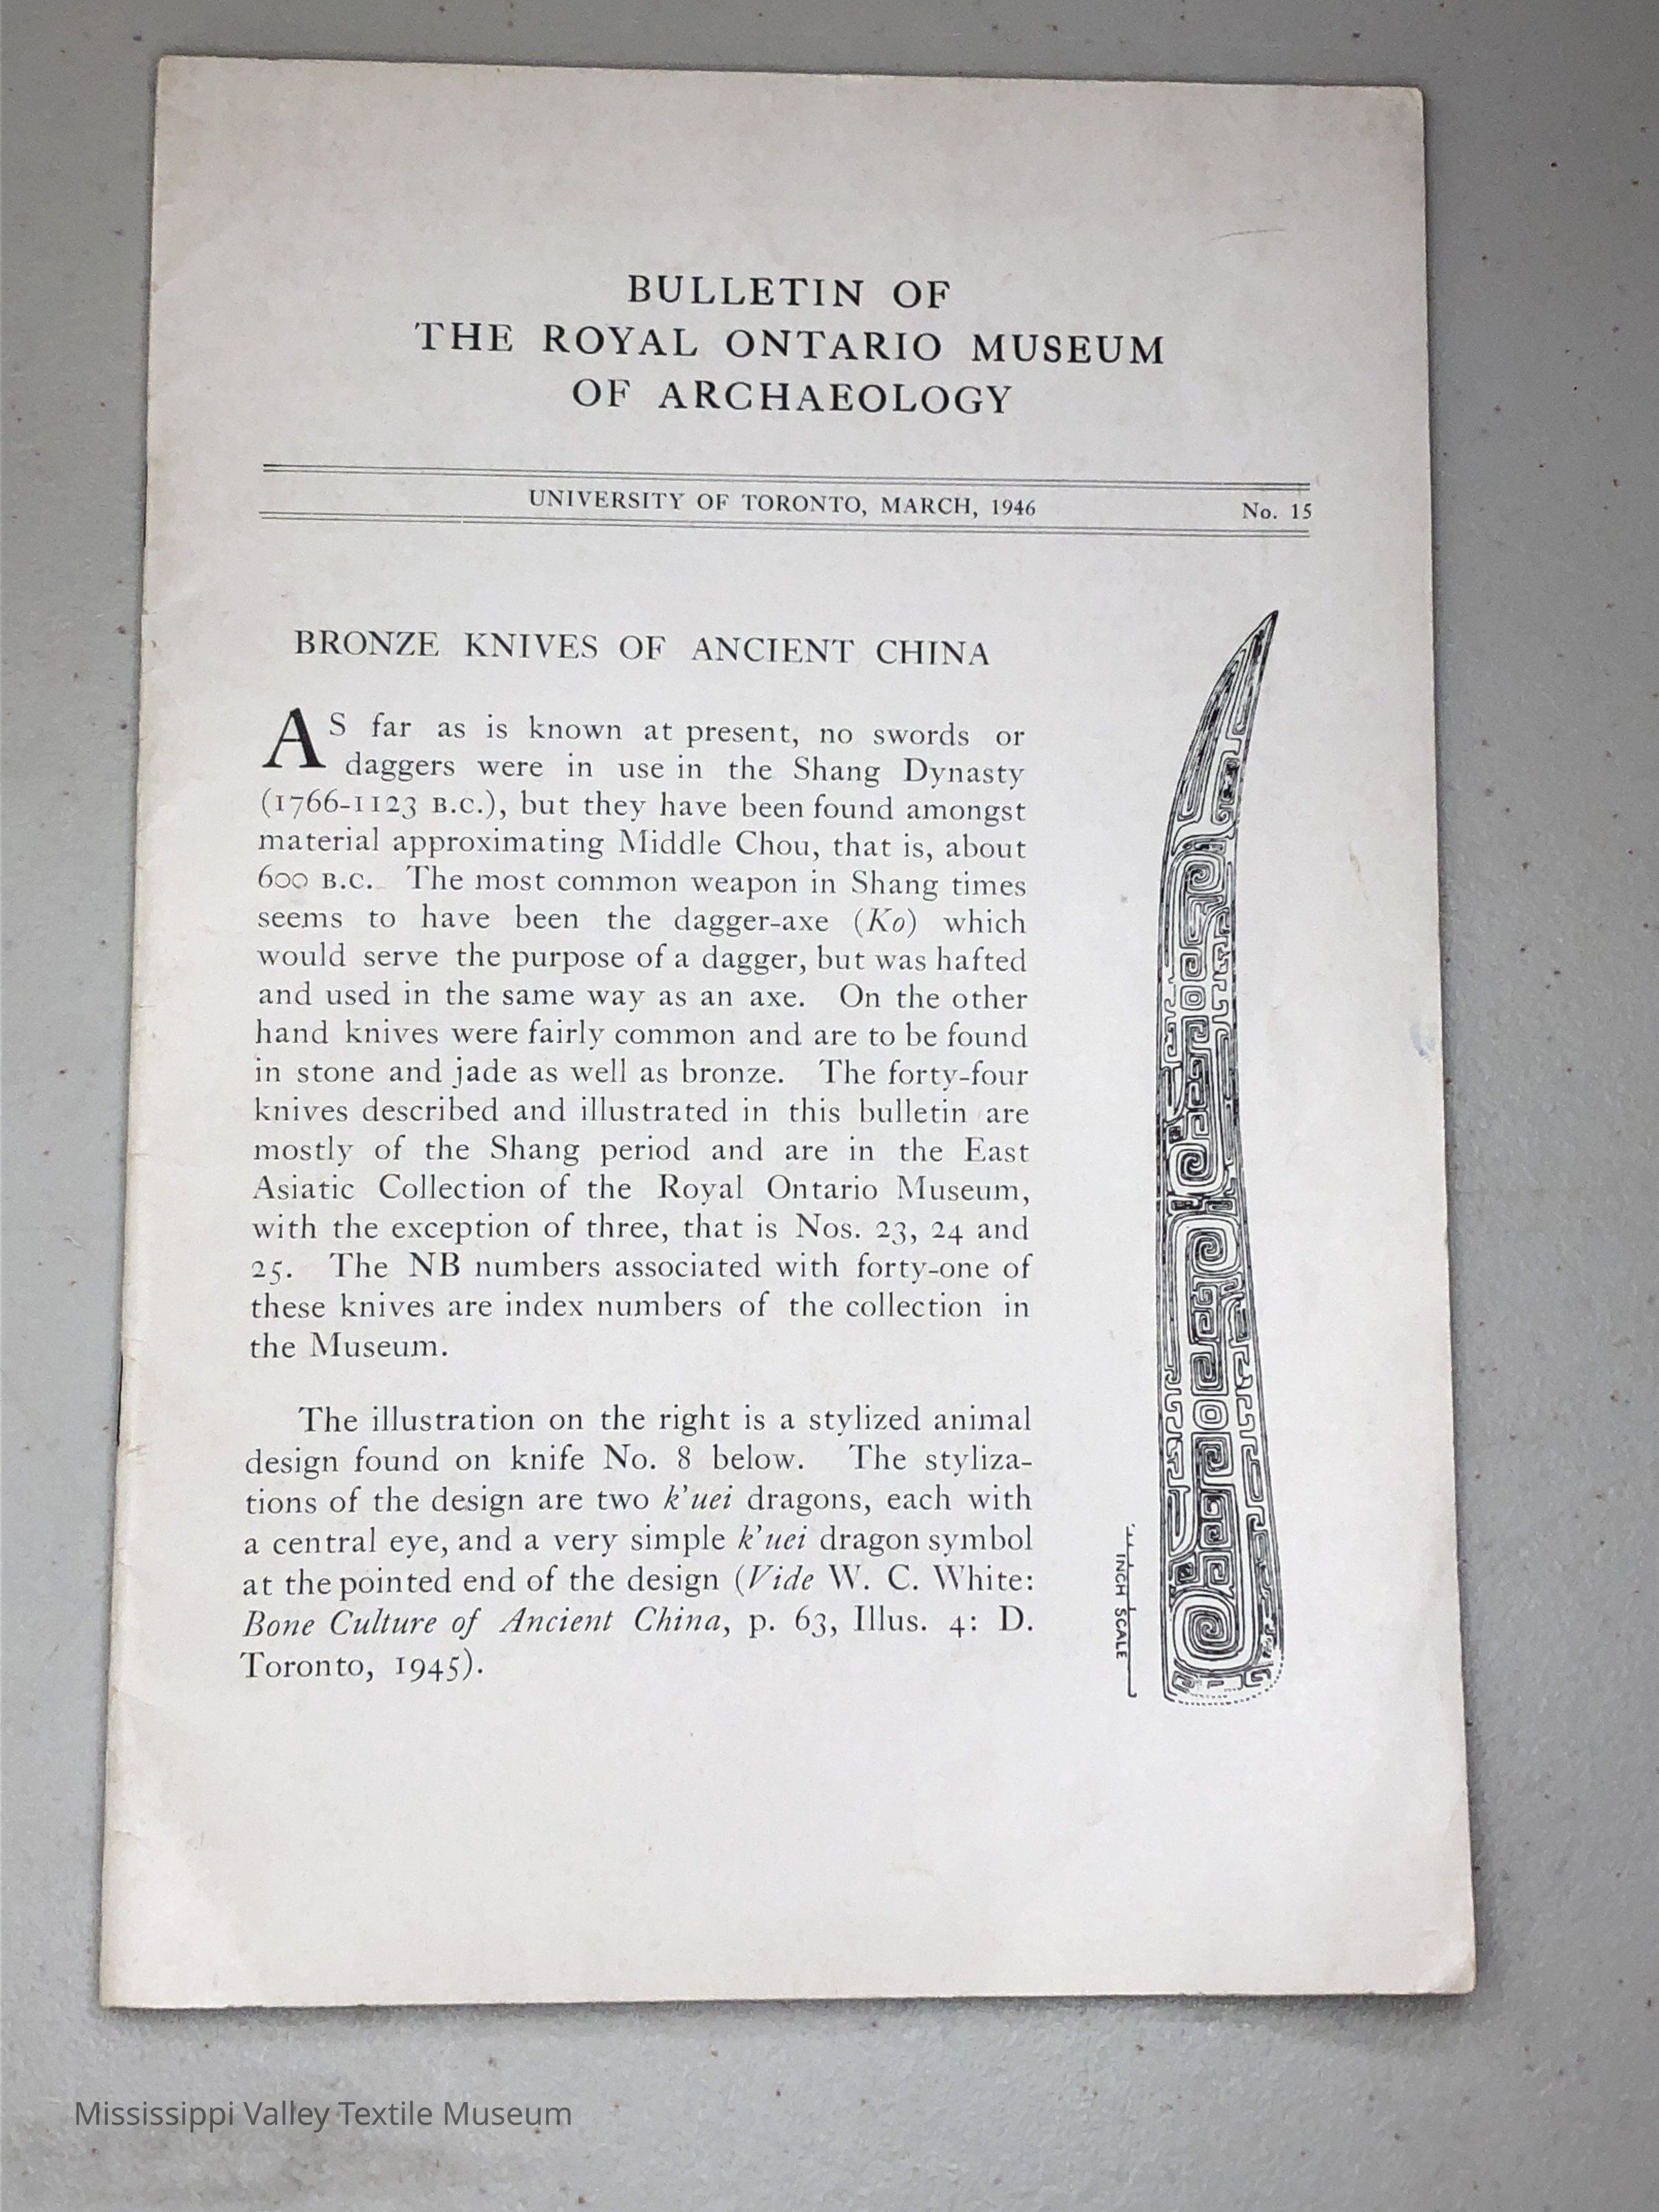 BULLETIN OF
THE ROYAL ONTARIO MUSEUM
OF ARCHAEOLOGY
UNIVERSITY OF TORONTO, MARCH, 1946 No. 15
BRONZE KNIVES OF ANCIENT CHINA
AS far as is known at present, no swords or
daggers were in use in the Shang Dynasty
(1766-1123 B.C.), but they have been found amongst
material approximating Middle Chou, that is, about
600 B.C. The most common weapon in Shang times
seems to have been the dagger-axe (Ko) which
would serve the purpose of a dagger, but was hafted
and used in the same way as an axe. On the other
hand knives were fairly common and are to be found
in stone and jade as well as bronze. The forty-four
knives described and illustrated in this bulletin are
mostly of the Shang period and are in the East
Asiatic Collection of the Royal Ontario Museum,
with the exception of three, that is Nos. 23, 24 and
25. The NB numbers associated with forty-one of
these knives are index numbers of the collection in
the Museum.
The illustration on the right is a stylized animal
design found on knife No. 8 below. The styliza-
tions of the design are two k'uei dragons, each with
a central eye, and a very simple k'uei dragon symbol
at the pointed end of the design (Vide W. C. White:
Bone Culture of Ancient China, p. 63, Illus. 4: D.
Toronto, 1945).
INCH SCALE
Mississippi Valley Textile Museum